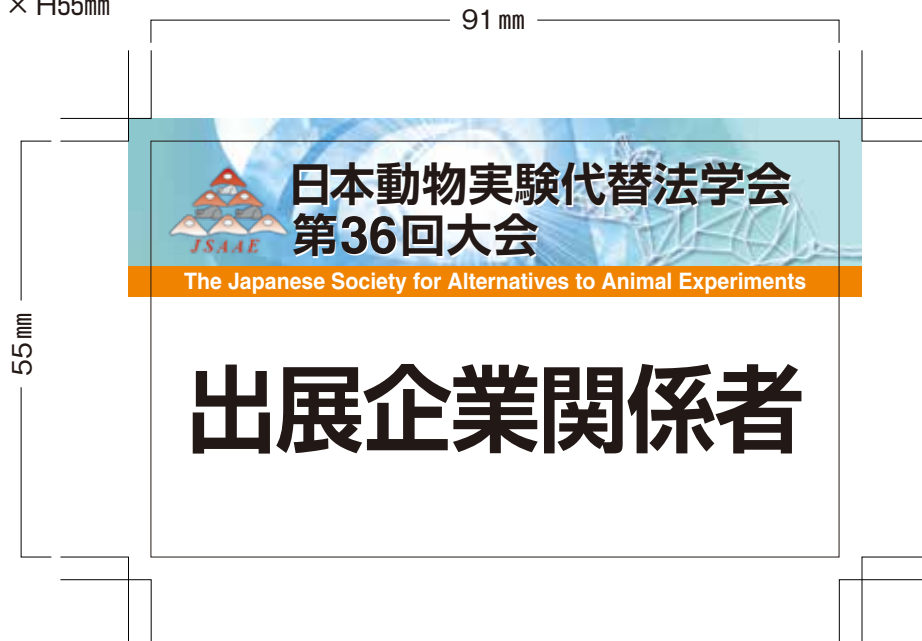 × H55㎜
91㎜
日本動物実験代替法学会
第36回大会
JSAAE
The Japanese Society for Alternatives to Animal Experiments
55㎜
出展企業関係者